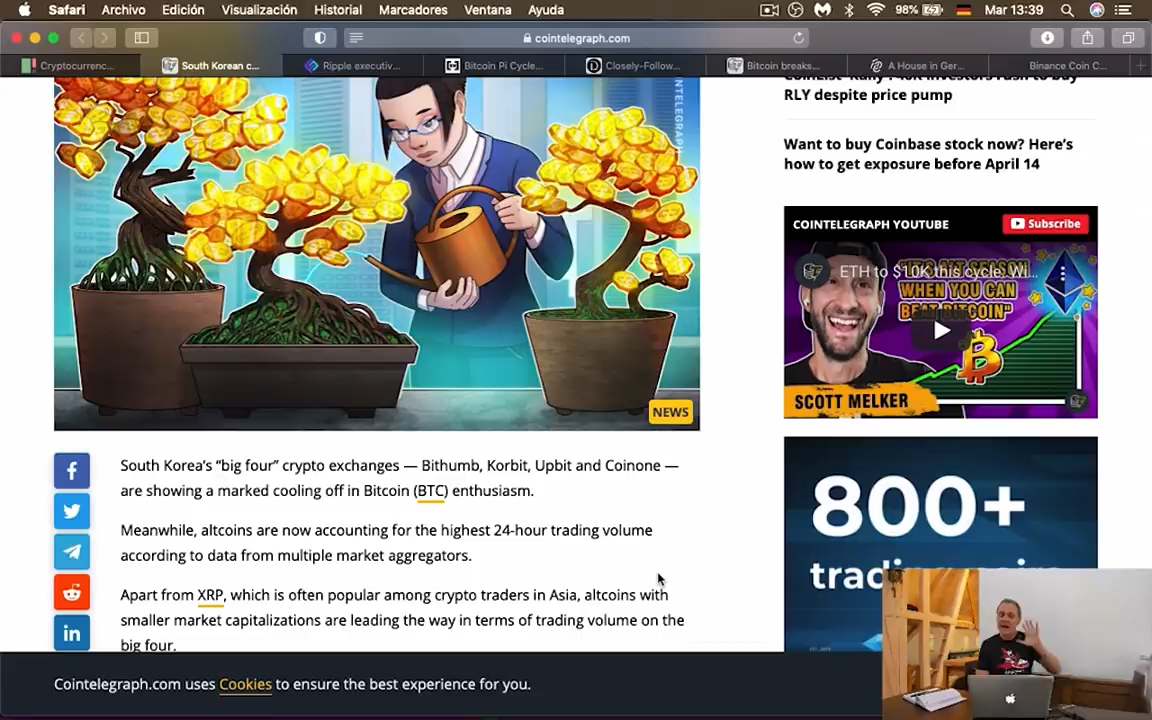 Safari Archivo Edición Visualización Historial Marcadores Ventana Ayuda 98% Mar 13:39
cointelegraph.com
Cryptocurrenc... South Korean c... Ripple executiv... Bitcoin Pi Cycle... Closely-Follow... Bitcoin breaks... A House in Ger... Binance Coin C...
RLY despite price pump
Want to buy Coinbase stock now? Here's
how to get exposure before April 14
COINTELEGRAPH YOUTUBE Subscribe
ETH to $10K this cycle: Wi...
WHEN YOU CAN
BEAT BITCOIN"
SCOTT MELKER
NEWS
South Korea's "big four" crypto exchanges — Bithumb, Korbit, Upbit and Coinone —
are showing a marked cooling off in Bitcoin (BTC) enthusiasm.
Meanwhile, altcoins are now accounting for the highest 24-hour trading volume
according to data from multiple market aggregators.
Apart from XRP, which is often popular among crypto traders in Asia, altcoins with
smaller market capitalizations are leading the way in terms of trading volume on the
big four.
800+
Cointelegraph.com uses Cookies to ensure the best experience for you.